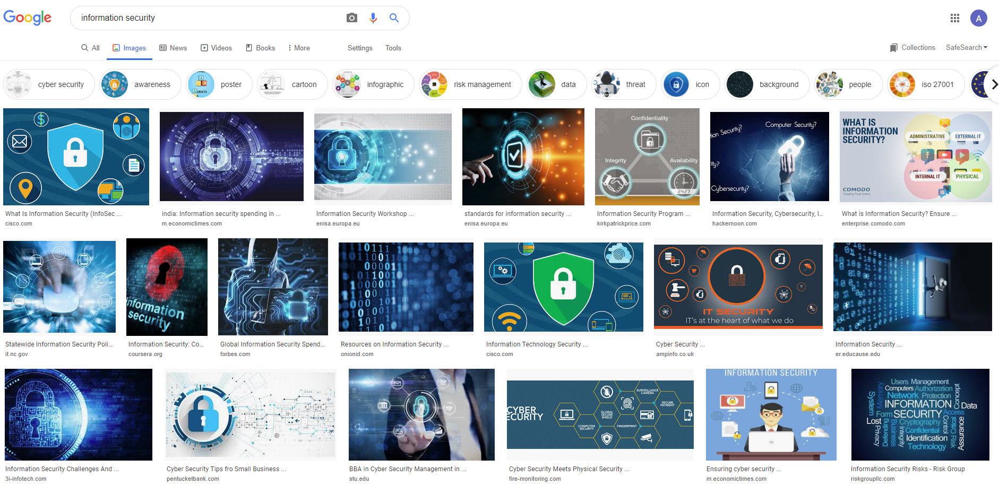 Google
information security
A
All
Images
News
Videos
Books
More
Settings
Tools
Collections
SafeSearch
cyber security
awareness
poster
cartoon
infographic
risk management
data
threat
icon
background
people
iso 27001
$
Confidentiality
Integrity
Availability
24/7
ion Security?
Computer Security?
ity?
Cybersecurity?
WHAT IS
INFORMATION
SECURITY?
ADMINISTRATIVE
EXTERNAL IT
INTERNAL IT
PHYSICAL
COMODO
Creating Trust Online
What Is Information Security (InfoSec ...
cisco.com
india: Information security spending in ...
m.economictimes.com
Information Security Workshop ...
enisa.europa.eu
standards for information security ...
enisa.europa.eu
Information Security Program ...
kirkpatrickprice.com
Information Security, Cybersecurity, I...
hackernoon.com
What is Information Security? Ensure ...
enterprise.comodo.com
information
security
IT SECURITY
IT's at the heart of what we do
Statewide Information Security Poli...
it.nc.gov
Information Security: Co...
coursera.org
Global Information Security Spend...
forbes.com
Resources on Information Security ...
onionid.com
Information Technology Security ...
cisco.com
Cyber Security ...
ampinfo.co.uk
Information Security ...
er.educause.edu
CYBER
ECURITY
SURVEILLANCE
CAMERA
GLOBAL
SECURE
SHIELD
SECURE
PAYMENT
COMPUTER
SECURITY
FINGERPRINT
INFORMATION SECURITY
Users Management
Computers Authorization
Network Protection
INFORMATION
SECURITY
Access
Form
Cryptography
Confidential
Identification
Technology
System
Memory
Lost
Privacy
Defending
Business
Integrity
Concept
Data
Control
Critical
Risk
Assurance
Information Security Challenges And ...
3i-infotech.com
Cyber Security Tips fro Small Business ...
pentucketbank.com
BBA in Cyber Security Management in ...
stu.edu
Cyber Security Meets Physical Security ...
fire-monitoring.com
Ensuring cyber security ...
m.economictimes.com
Information Security Risks - Risk Group
riskgroupllc.com